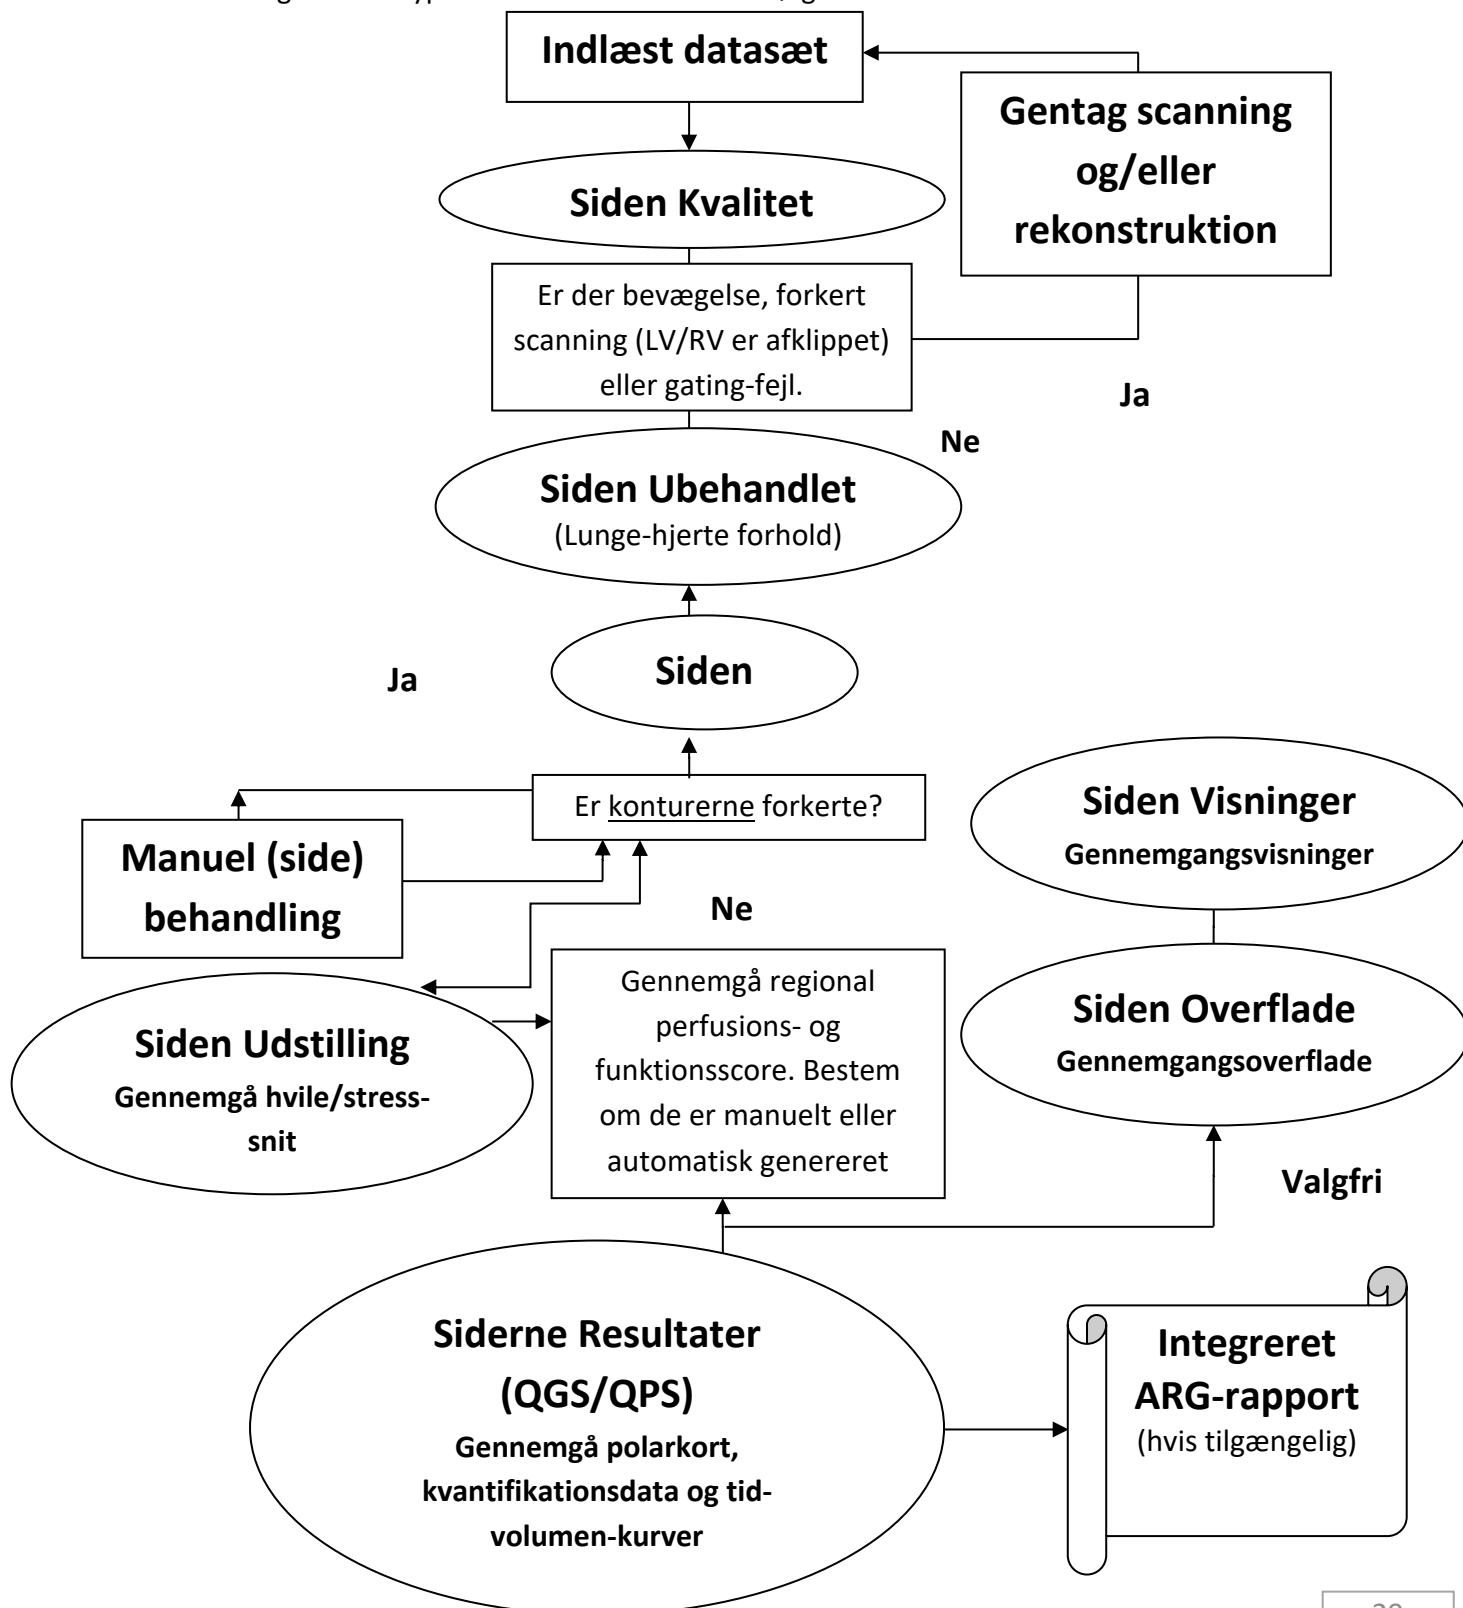 Indlæst datasæt
Gentag scanning
og/eller
rekonstruktion
Siden Kvalitet
Er der bevægelse, forkert
scanning (LV/RV er afklippet)
eller gating-fejl.
Ja
Ne
Siden Ubehandlet
(Lunge-hjerte forhold)
Siden
Ja
Er konturerne forkerte?
Manuel (side)
behandling
Ne
Siden Visninger
Gennemgangsvisninger
Siden Overflade
Gennemgangsoverflade
Siden Udstilling
Gennemgå hvile/stress-
snit
Gennemgå regional
perfusions- og
funktionsscore. Bestem
om de er manuelt eller
automatisk genereret
Valgfri
Siderne Resultater
(QGS/QPS)
Gennemgå polarkort,
kvantifikationsdata og tid-
volumen-kurver
Integreret
ARG-rapport
(hvis tilgængelig)